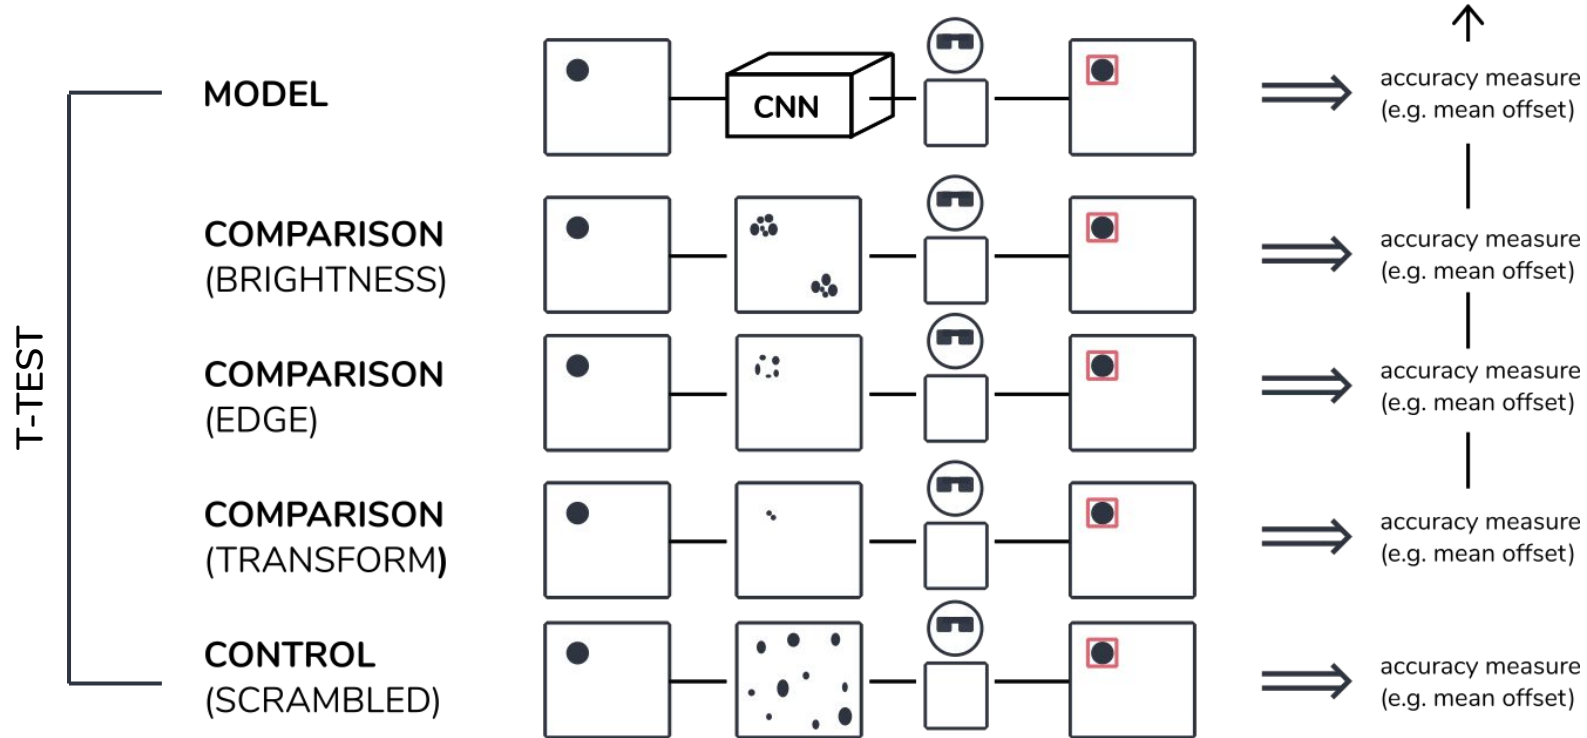 T-TEST
MODEL
CNN
accuracy measure
(e.g. mean offset)
COMPARISON
(BRIGHTNESS)
accuracy measure
(e.g. mean offset)
COMPARISON
(EDGE)
accuracy measure
(e.g. mean offset)
COMPARISON
(TRANSFORM)
accuracy measure
(e.g. mean offset)
CONTROL
(SCRAMBLED)
accuracy measure
(e.g. mean offset)